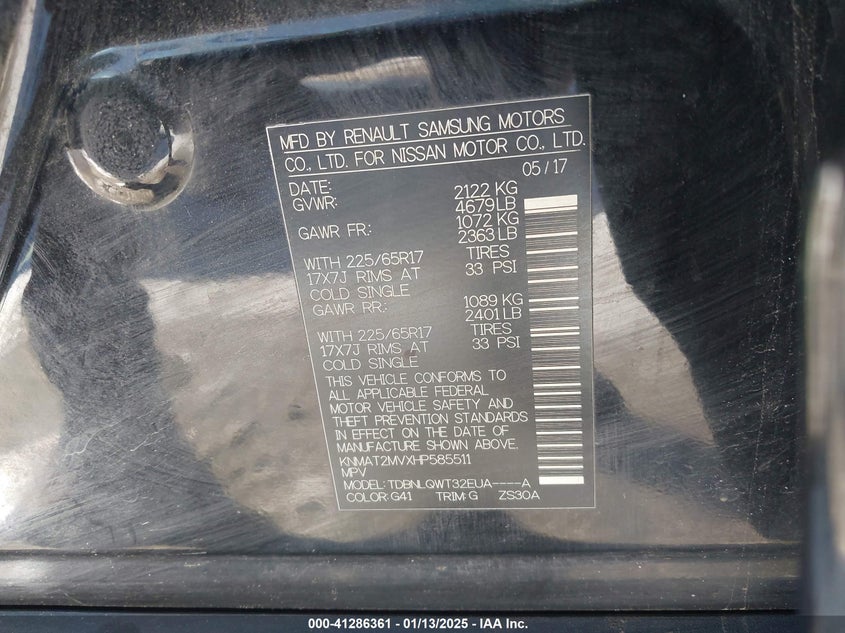 MFD BY RENAULT SAMSUNG MOTORS
CO., LTD. FOR NISSAN MOTOR CO., LTD.
DATE: 05/17
GVWR: 2122 KG
4679 LB
GAWR FR.: 1072 KG
2363 LB
WITH 225/65R17 TIRES
17X7J RIMS AT 33 PSI
COLD SINGLE
GAWR RR.: 1089 KG
2401 LB
WITH 225/65R17 TIRES
17X7J RIMS AT 33 PSI
COLD SINGLE
THIS VEHICLE CONFORMS TO
ALL APPLICABLE FEDERAL
MOTOR VEHICLE SAFETY AND
THEFT PREVENTION STANDARDS
IN EFFECT ON THE DATE OF
MANUFACTURE SHOWN ABOVE.
KNMAT2MVXHP585511
MPV
MODEL: TDBNLQWT32EUA----A
COLOR: G41 TRIM: G ZS30A
000-41286361 - 01/13/2025 - IAA Inc.